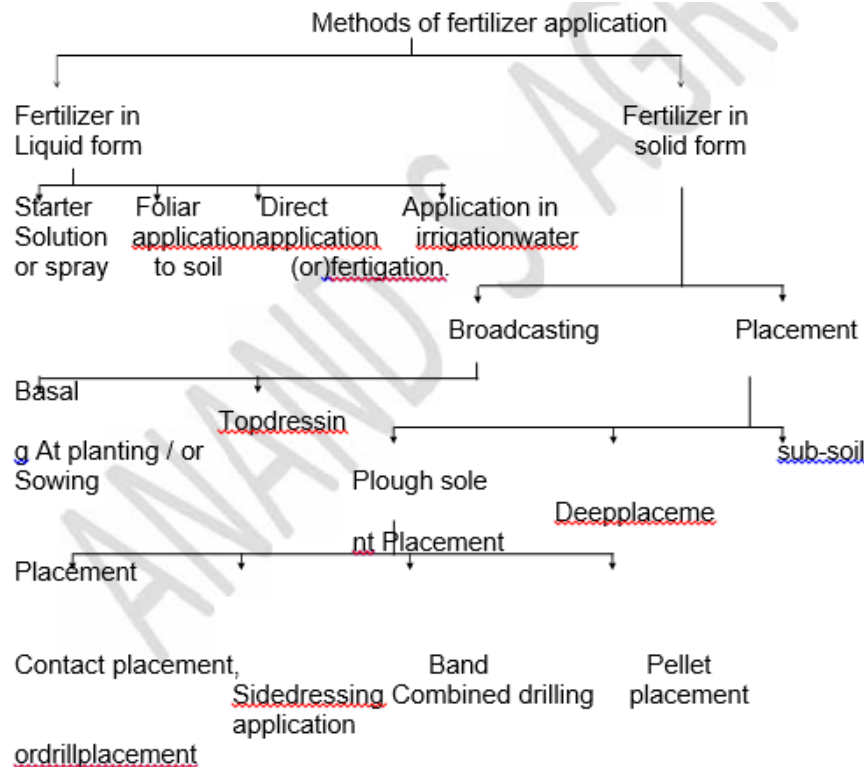 Methods of fertilizer application
Fertilizer in Fertilizer in
Liquid form solid form
Starter Foliar Direct Application in
Solution applicationapplication irrigationwater
or spray to soil (or)fertigation.
Broadcasting Placement
Basal
Topdressin
g At planting / or sub-soil
Sowing Plough sole
Deepplaceme
nt Placement
Placement
Contact placement, Band Pellet
Sidedressing Combined drilling placement
application
ordrillplacement
ANAND S AGRI